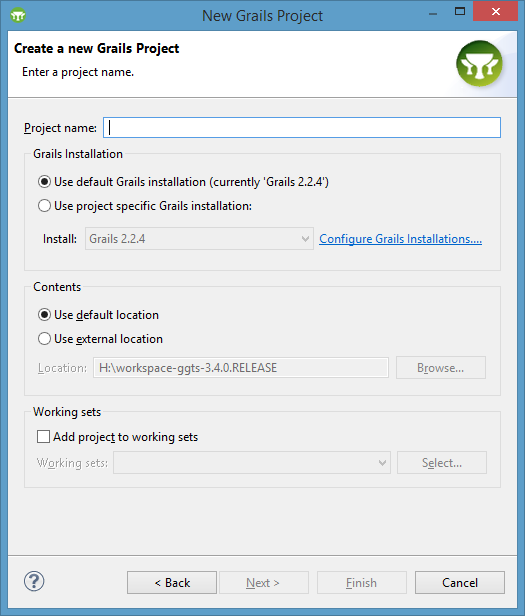 New Grails Project
Create a new Grails Project
Enter a project name.
Project name:
Grails Installation
Use default Grails installation (currently 'Grails 2.2.4')
Use project specific Grails installation:
Install: Grails 2.2.4 Configure Grails Installations....
Contents
Use default location
Use external location
Location: H:\workspace-ggts-3.4.0.RELEASE Browse...
Working sets
Add project to working sets
Working sets: Select...
? < Back Next > Finish Cancel